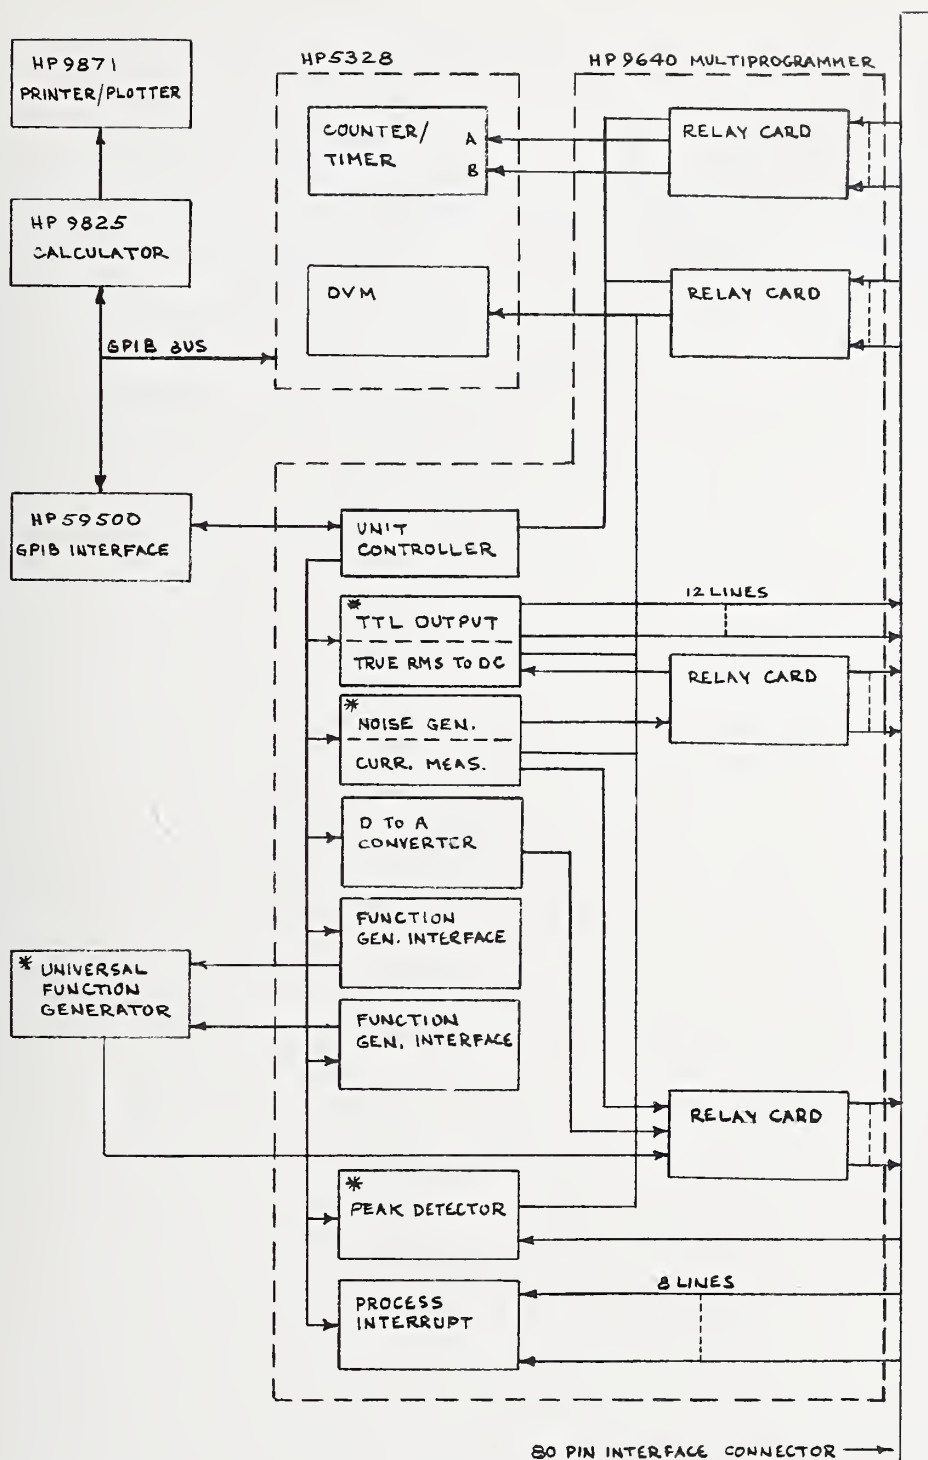 HP9871
PRINTER/PLOTTER
HP 9825
CALCULATOR
GPIB BUS
HP59500
GPIB INTERFACE
* UNIVERSAL
FUNCTION
GENERATOR
HP5328
COUNTER/
TIMER
A
B
DVM
HP 9640 MULTIPROGRAMMER
RELAY CARD
RELAY CARD
UNIT
CONTROLLER
*
TTL OUTPUT
TRUE RMS TO DC
12 LINES
RELAY CARD
*
NOISE GEN.
CURR. MEAS.
D TO A
CONVERTER
FUNCTION
GEN. INTERFACE
FUNCTION
GEN. INTERFACE
RELAY CARD
*
PEAK DETECTOR
8 LINES
PROCESS
INTERRUPT
80 PIN INTERFACE CONNECTOR